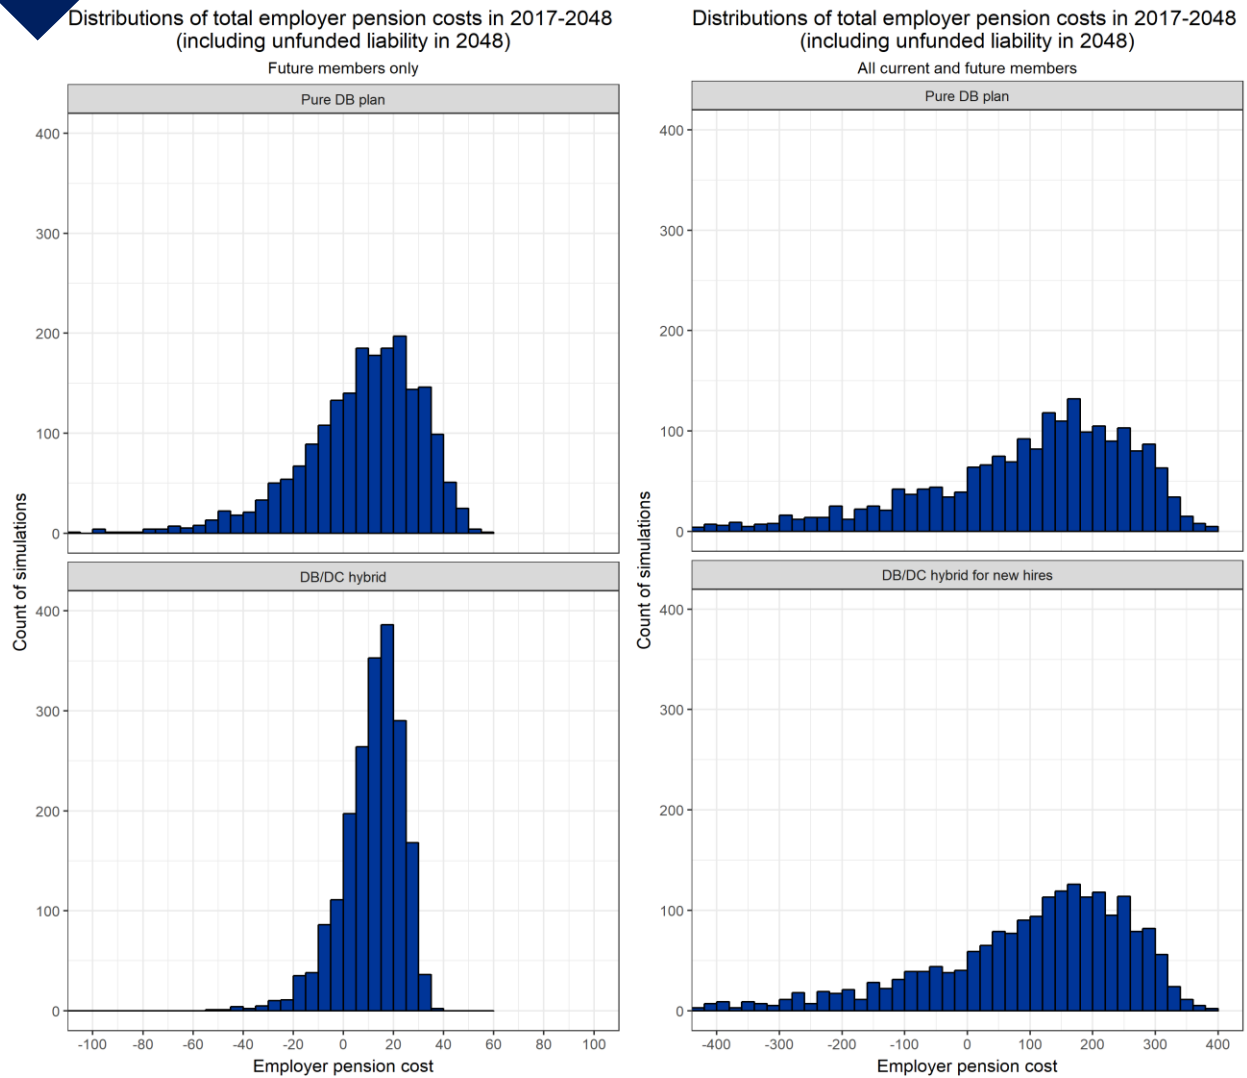 Distributions of total employer pension costs in 2017-2048
(including unfunded liability in 2048)
Future members only
Pure DB plan
400
300
200
100
0
DB/DC hybrid
400
300
200
100
0
-100 -80 -60 -40 -20 0 20 40 60 80 100
Employer pension cost
Count of simulations
Distributions of total employer pension costs in 2017-2048
(including unfunded liability in 2048)
All current and future members
Pure DB plan
400
300
200
100
0
DB/DC hybrid for new hires
400
300
200
100
0
-400 -300 -200 -100 0 100 200 300 400
Employer pension cost
Count of simulations